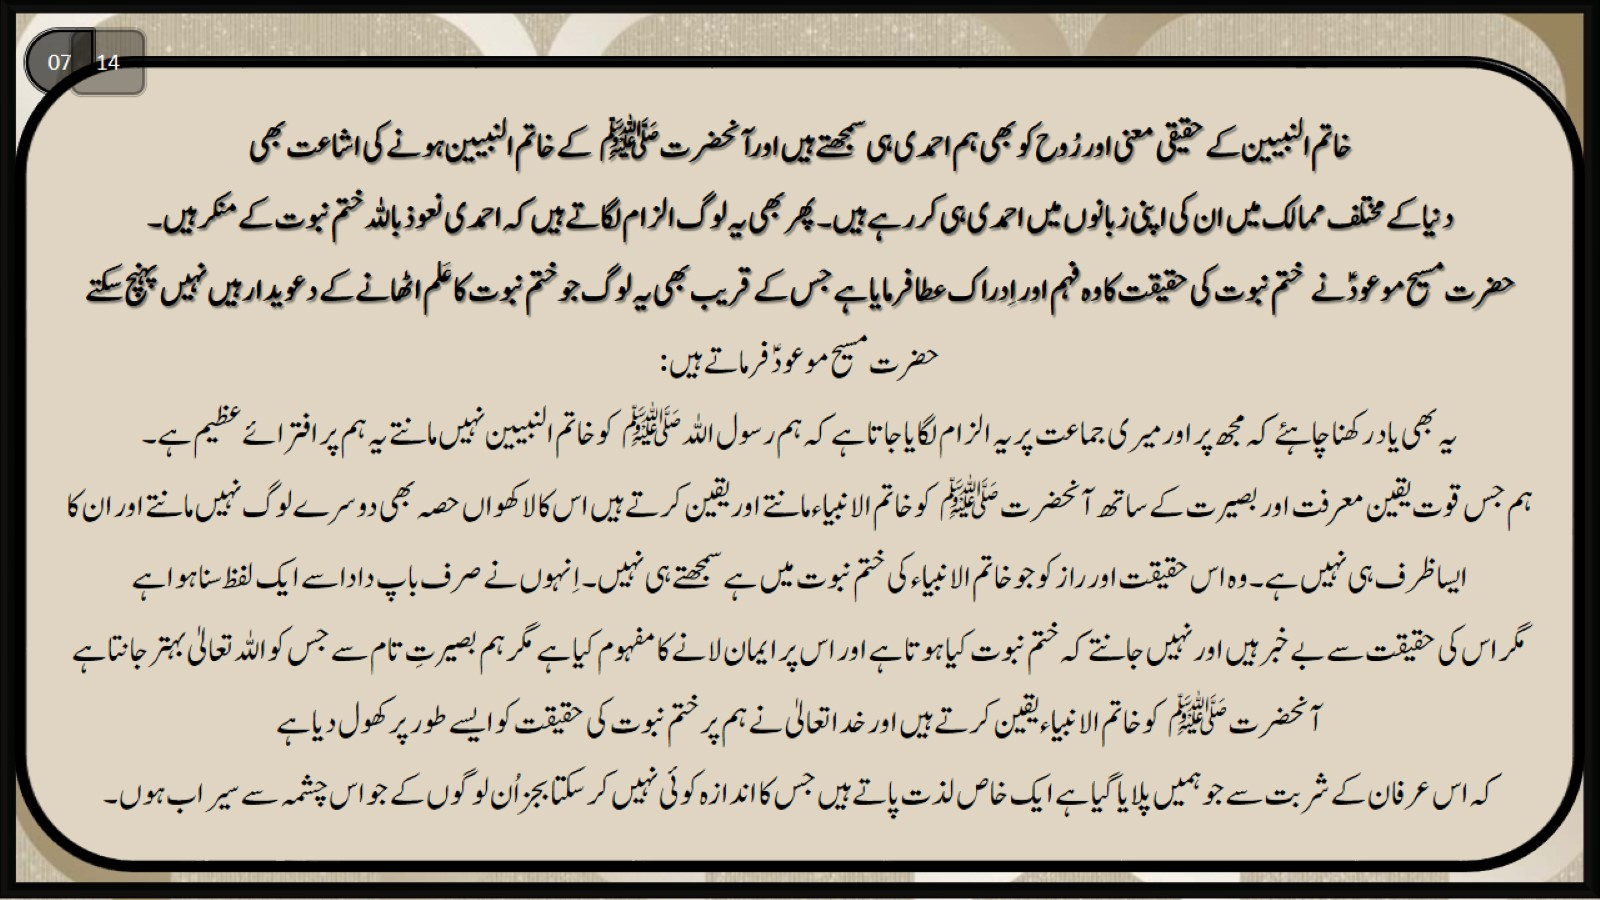 07 14
خاتم النبیین کے حقیقی معنی اور رُوح کو بھی ہم احمدی ہی سمجھتے ہیں اور آنحضرت ﷺ کے خاتم النبیین ہونے کی اشاعت بھی
دنیا کے مختلف ممالک میں ان کی اپنی زبانوں میں احمدی ہی کر رہے ہیں۔ پھر بھی یہ لوگ الزام لگاتے ہیں کہ احمدی نعوذ باللہ ختم نبوت کے منکر ہیں۔
حضرت مسیح موعودؑ نے ختم نبوت کی حقیقت کا وہ فہم اور اِدراک عطا فرمایا ہے جس کے قریب بھی یہ لوگ جو ختم نبوت کا عَلم اٹھانے کے دعویدار ہیں نہیں پہنچ سکتے
حضرت مسیح موعودؑ فرماتے ہیں:
یہ بھی یاد رکھنا چاہئے کہ مجھ پر اور میری جماعت پر یہ الزام لگایا جاتا ہے کہ ہم رسول اللہ ﷺ کو خاتم النبیین نہیں مانتے یہ ہم پر افترائے عظیم ہے۔
ہم جس قوت یقین معرفت اور بصیرت کے ساتھ آنحضرت ﷺ کو خاتم الانبیاء مانتے اور یقین کرتے ہیں اس کا لاکھواں حصہ بھی دوسرے لوگ نہیں مانتے اور ان کا
ایسا ظرف ہی نہیں ہے۔ وہ اس حقیقت اور راز کو جو خاتم الانبیاء کی ختم نبوت میں ہے سمجھتے ہی نہیں۔ اِنہوں نے صرف باپ دادا سے ایک لفظ سنا ہوا ہے
مگر اس کی حقیقت سے بے خبر ہیں اور نہیں جانتے کہ ختم نبوت کیا ہوتا ہے اور اس پر ایمان لانے کا مفہوم کیا ہے مگر ہم بصیرتِ تام سے جس کو اللہ تعالیٰ بہتر جانتا ہے
آنحضرت ﷺ کو خاتم الانبیاء یقین کرتے ہیں اور خدا تعالیٰ نے ہم پر ختم نبوت کی حقیقت کو ایسے طور پر کھول دیا ہے
کہ اس عرفان کے شربت سے جو ہمیں پلایا گیا ہے ایک خاص لذت پاتے ہیں جس کا اندازہ کوئی نہیں کر سکتا بجز اُن لوگوں کے جو اس چشمہ سے سیراب ہوں۔